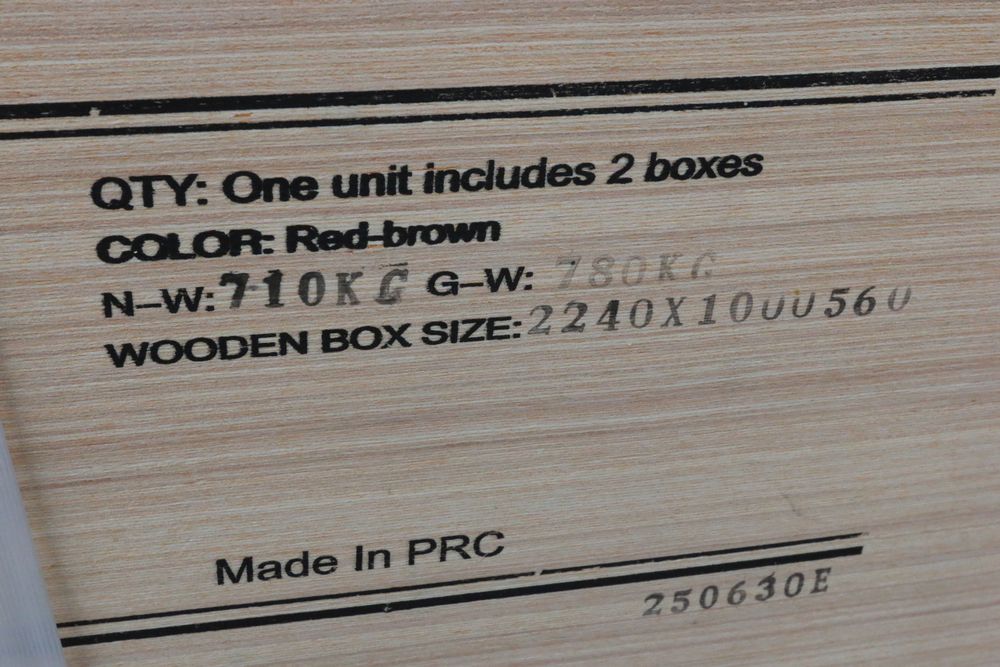 QTY: One unit includes 2 boxes
COLOR: Red-brown
N-W: 710KG G-W: 780KG
WOODEN BOX SIZE: 2240X1000560
Made In PRC
250630E